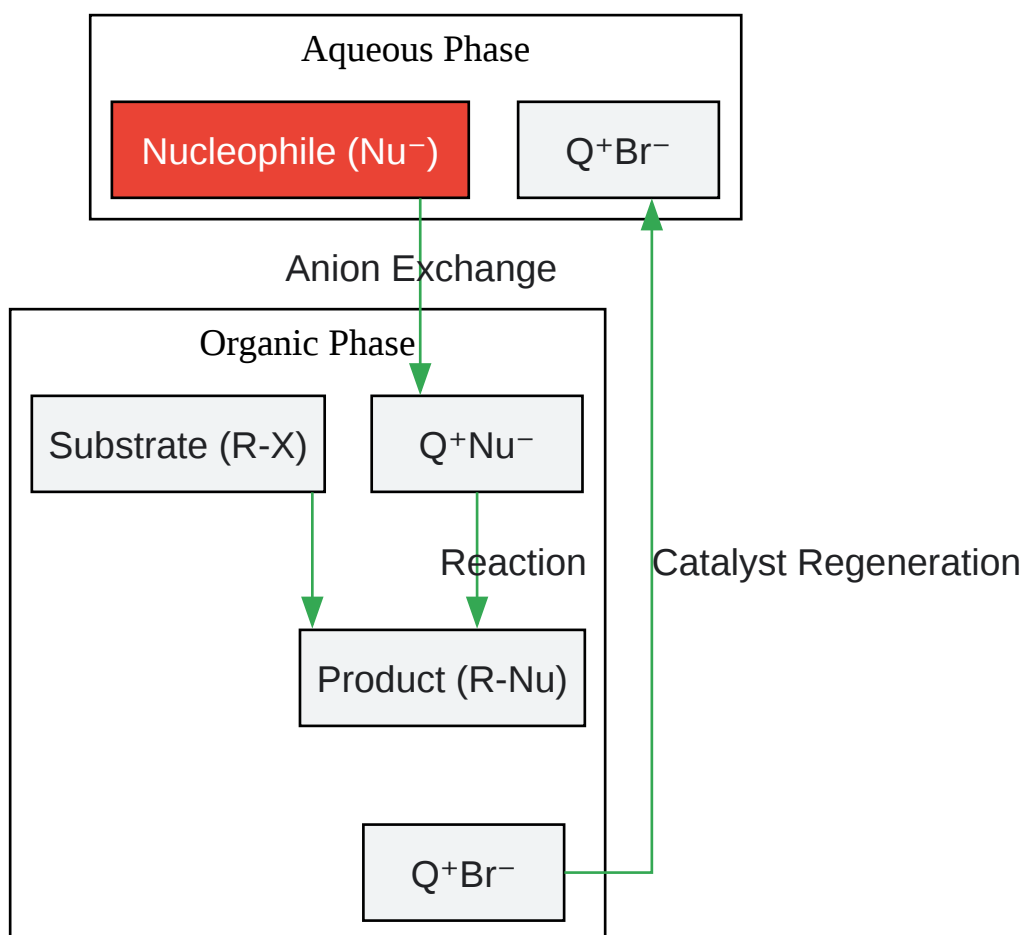 Aqueous Phase
Nucleophile (Nu⁻)
Q⁺Br⁻
Anion Exchange
Organic Phase
Substrate (R-X)
Q⁺Nu⁻
Reaction
Catalyst Regeneration
Product (R-Nu)
Q⁺Br⁻